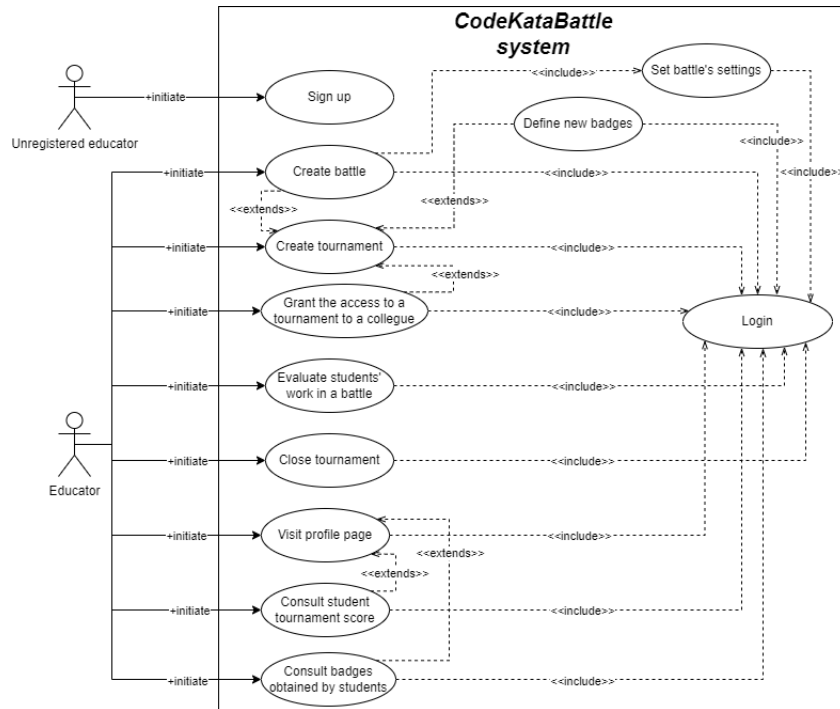 CodeKataBattle
system
<<include>>
Set battle's settings
+initiate
Sign up
Unregistered educator
Define new badges
<<include>>
<<include>>
+initiate
Create battle
<<include>>
<<extends>>
<<extends>>
+initiate
Create tournament
<<include>>
<<extends>>
+initiate
Grant the access to a
tournament to a collegue
<<include>>
Login
+initiate
Evaluate students'
work in a battle
<<include>>
+initiate
Close tournament
<<include>>
Educator
+initiate
Visit profile page
<<include>>
<<extends>>
<<extends>>
+initiate
Consult student
tournament score
<<include>>
+initiate
Consult badges
obtained by students
<<include>>